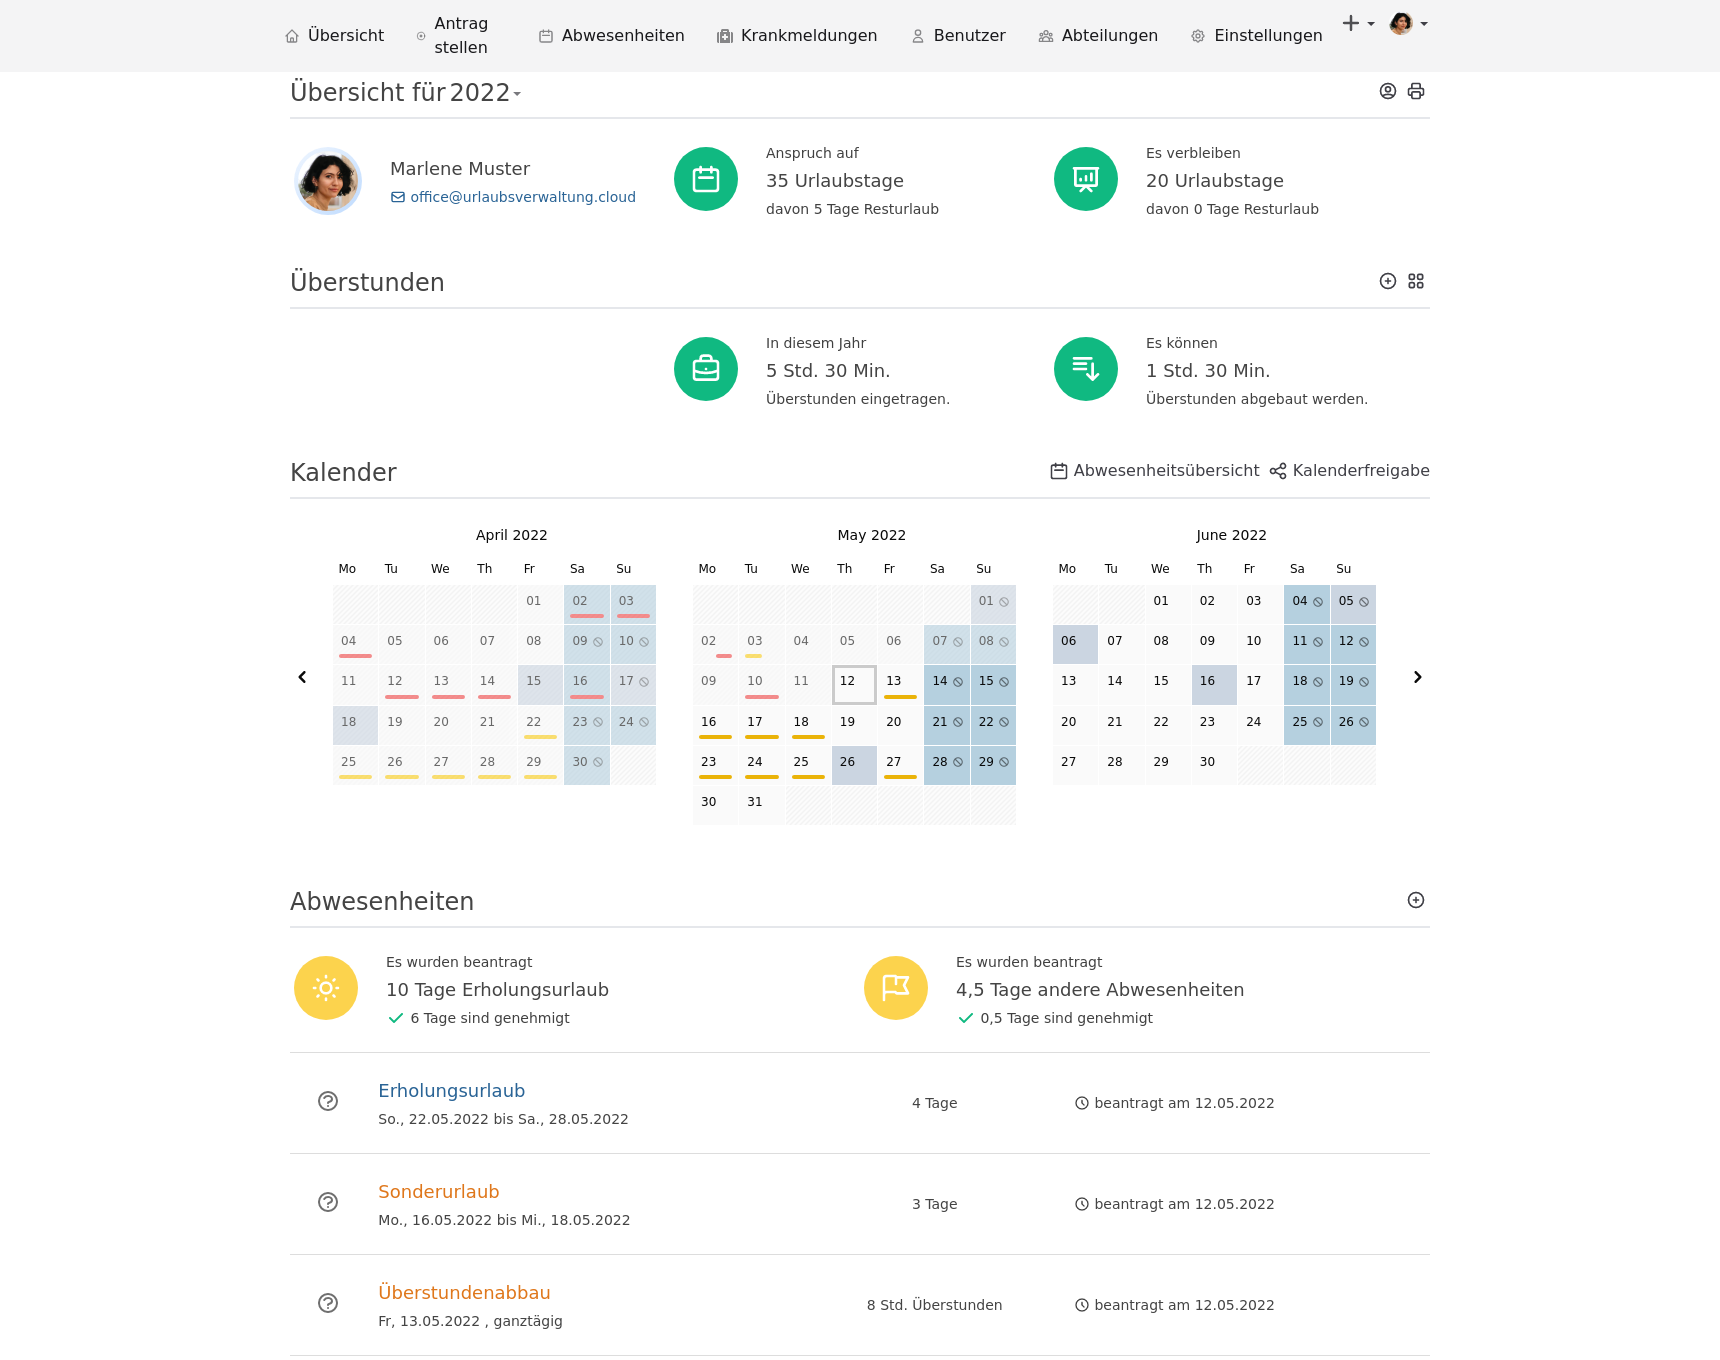 Übersicht
Antrag stellen
Abwesenheiten
Krankmeldungen
Benutzer
Abteilungen
Einstellungen
Übersicht für 2022
Marlene Muster
office@urlaubsverwaltung.cloud
Anspruch auf
35 Urlaubstage
davon 5 Tage Resturlaub
Es verbleiben
20 Urlaubstage
davon 0 Tage Resturlaub
Überstunden
In diesem Jahr
5 Std. 30 Min.
Überstunden eingetragen.
Es können
1 Std. 30 Min.
Überstunden abgebaut werden.
Kalender
Abwesenheitsübersicht
Kalenderfreigabe
April 2022
Mo Tu We Th Fr Sa Su
01 02 03
04 05 06 07 08 09 10
11 12 13 14 15 16 17
18 19 20 21 22 23 24
25 26 27 28 29 30
May 2022
Mo Tu We Th Fr Sa Su
01
02 03 04 05 06 07 08
09 10 11 12 13 14 15
16 17 18 19 20 21 22
23 24 25 26 27 28 29
30 31
June 2022
Mo Tu We Th Fr Sa Su
01 02 03 04 05
06 07 08 09 10 11 12
13 14 15 16 17 18 19
20 21 22 23 24 25 26
27 28 29 30
Abwesenheiten
Es wurden beantragt
10 Tage Erholungsurlaub
6 Tage sind genehmigt
Es wurden beantragt
4,5 Tage andere Abwesenheiten
0,5 Tage sind genehmigt
Erholungsurlaub
So., 22.05.2022 bis Sa., 28.05.2022
4 Tage
beantragt am 12.05.2022
Sonderurlaub
Mo., 16.05.2022 bis Mi., 18.05.2022
3 Tage
beantragt am 12.05.2022
Überstundenabbau
Fr, 13.05.2022 , ganztägig
8 Std. Überstunden
beantragt am 12.05.2022